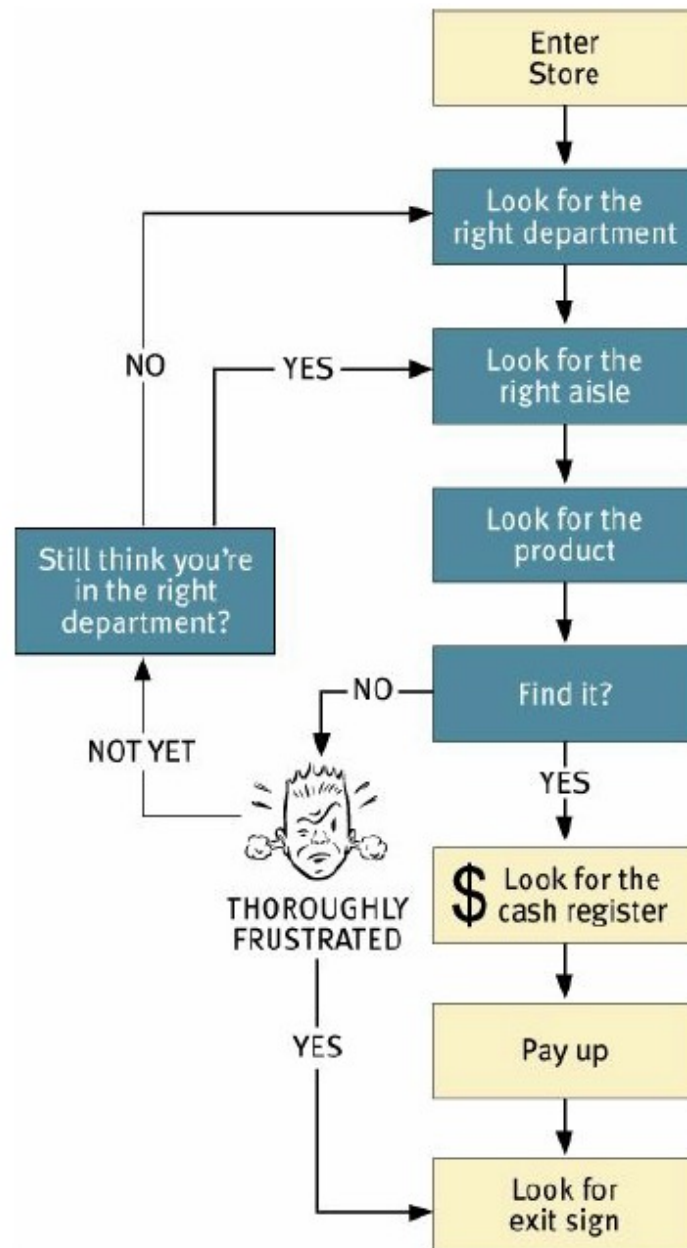 Enter
Store
Look for the
right department
NO
YES
Look for the
right aisle
Look for the
product
Still think you're
in the right
department?
NO
Find it?
NOT YET
YES
$ Look for the
cash register
THOROUGHLY
FRUSTRATED
YES
Pay up
Look for
exit sign